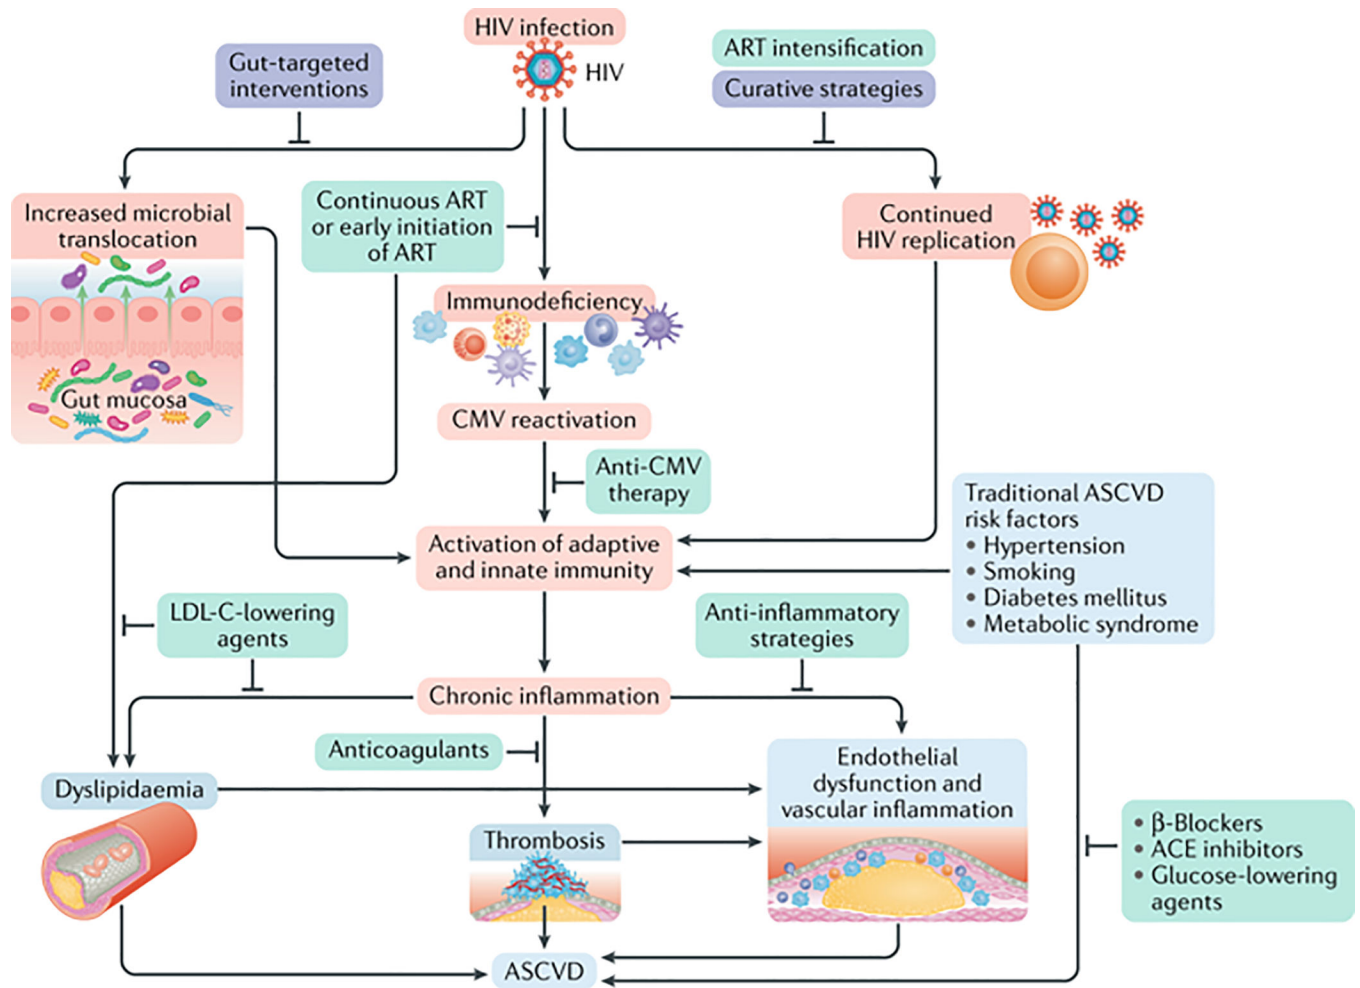 HIV infection
HIV
Gut-targeted
interventions
ART intensification
Curative strategies
Increased microbial
translocation
Gut mucosa
Continuous ART
or early initiation
of ART
Continued
HIV replication
Immunodeficiency
CMV reactivation
Anti-CMV
therapy
Traditional ASCVD
risk factors
• Hypertension
• Smoking
• Diabetes mellitus
• Metabolic syndrome
Activation of adaptive
and innate immunity
LDL-C-lowering
agents
Anti-inflammatory
strategies
Chronic inflammation
Anticoagulants
Dyslipidaemia
Thrombosis
Endothelial
dysfunction and
vascular inflammation
• β-Blockers
• ACE inhibitors
• Glucose-lowering
agents
ASCVD